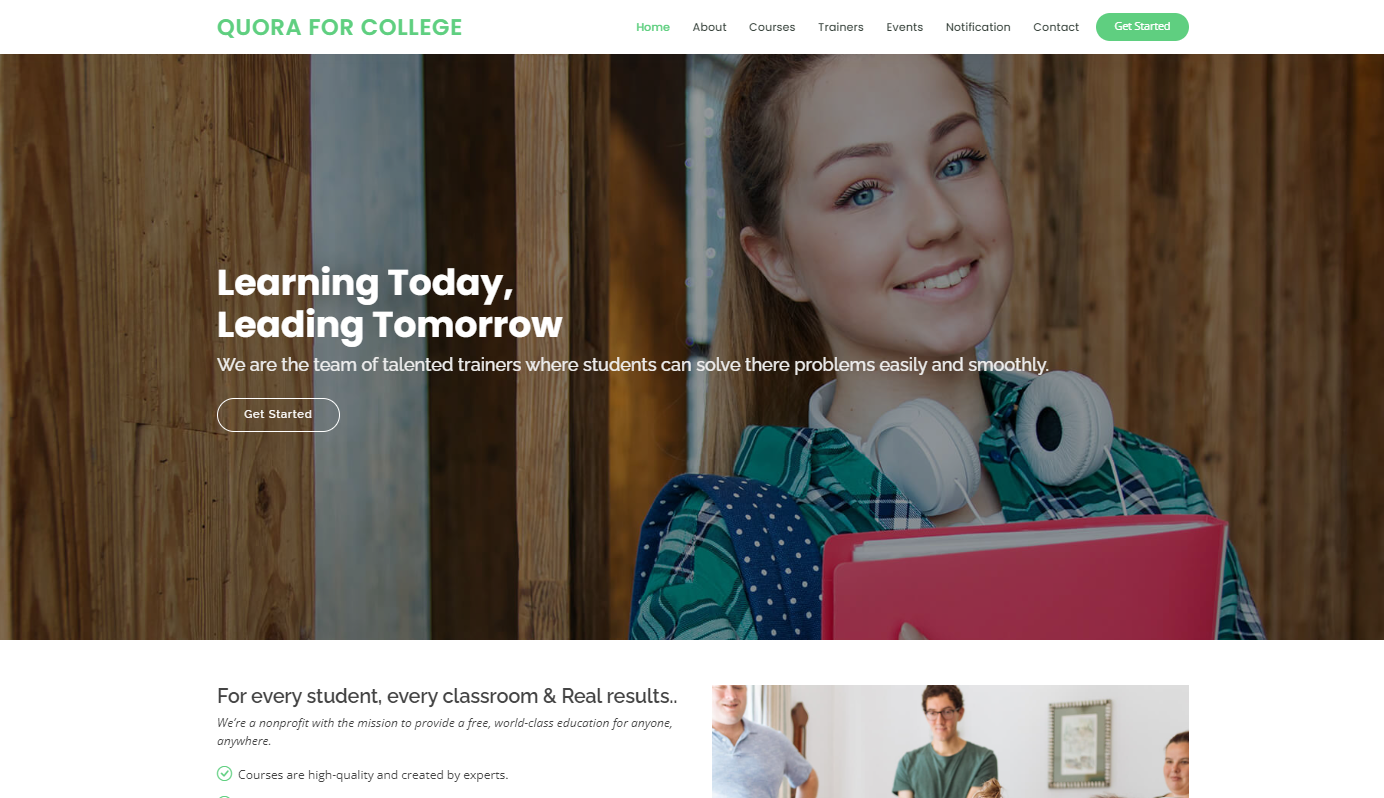 QUORA FOR COLLEGE
Home About Courses Trainers Events Notification Contact Get Started
Learning Today,
Leading Tomorrow
We are the team of talented trainers where students can solve there problems easily and smoothly.
Get Started
For every student, every classroom & Real results..
We're a nonprofit with the mission to provide a free, world-class education for anyone,
anywhere.
Courses are high-quality and created by experts.